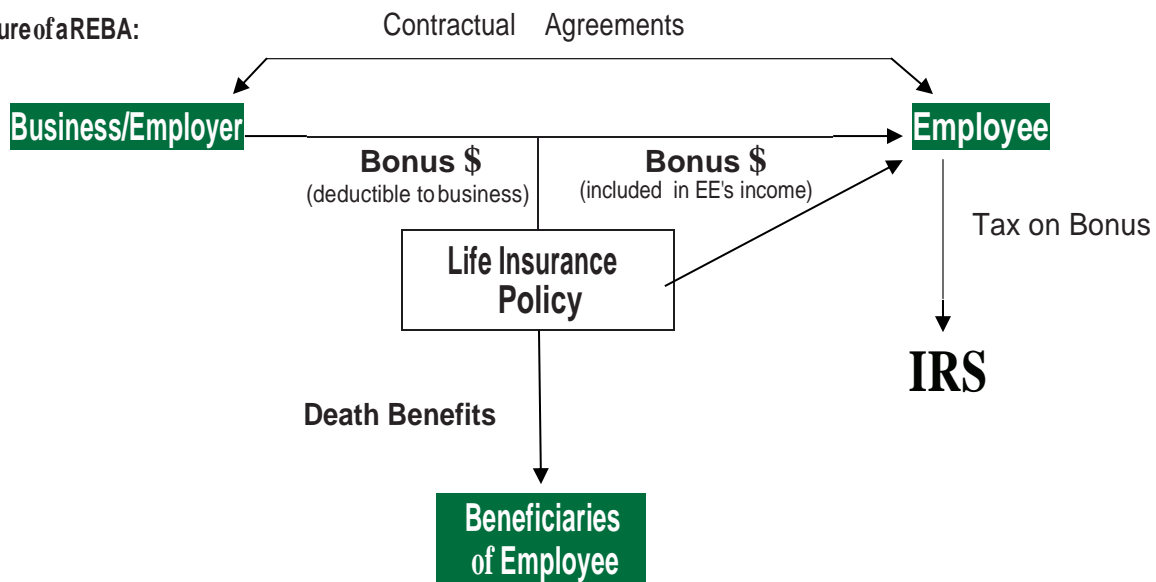 ure of a REBA:
Contractual Agreements
Business/Employer
Employee
Bonus $
(deductible to business)
Bonus $
(included in EE's income)
Tax on Bonus
Life Insurance
Policy
IRS
Death Benefits
Beneficiaries
of Employee